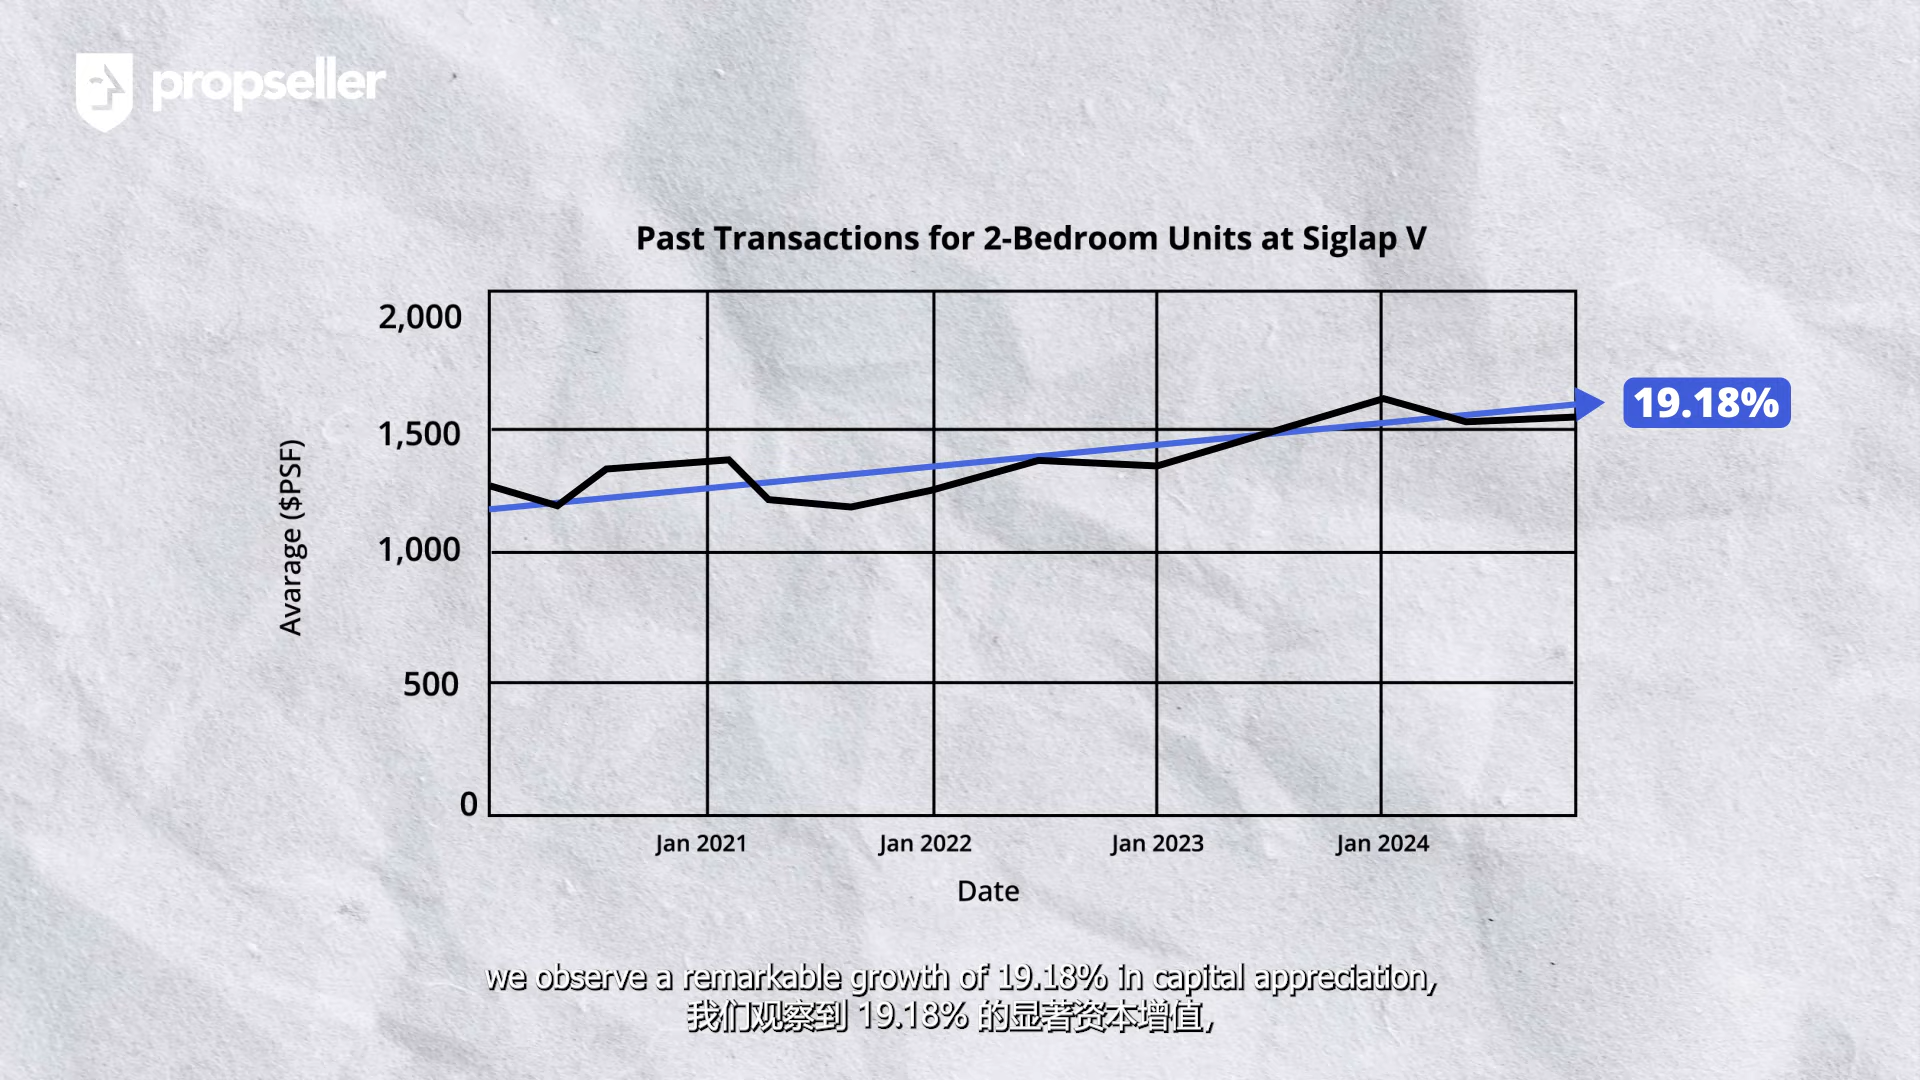 propseller
Past Transactions for 2-Bedroom Units at Siglap V
2,000
1,500
1,000
500
0
Avarage ($PSF)
19.18%
Jan 2021
Jan 2022
Jan 2023
Jan 2024
Date
we observe a remarkable growth of 19.18% in capital appreciation,
我们观察到 19.18% 的显著资本增值,